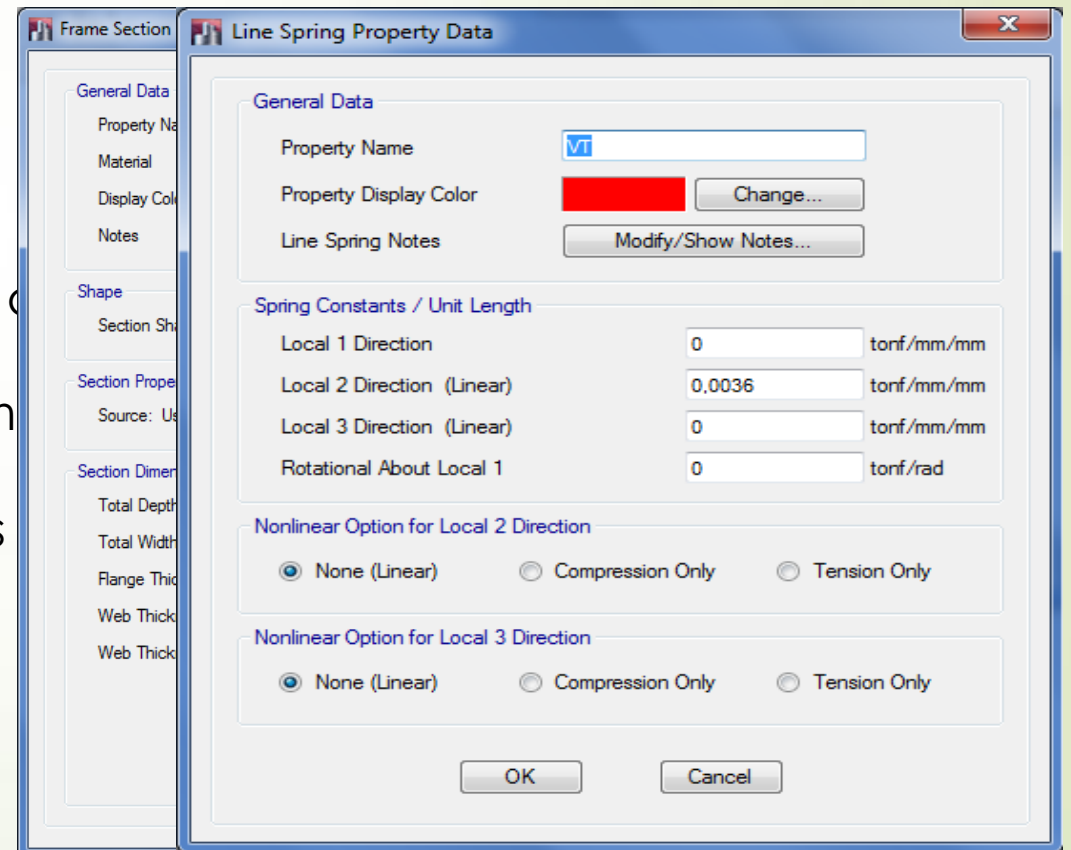 Frame Section
General Data
Property Na
Material
Display Col
Notes
Shape
Section Sha
Section Prope
Source: Us
Section Dimen
Total Depth
Total Width
Flange Thic
Web Thick
Web Thick
Line Spring Property Data
General Data
Property Name VT
Property Display Color Change...
Line Spring Notes Modify/Show Notes...
Spring Constants / Unit Length
Local 1 Direction 0 tonf/mm/mm
Local 2 Direction (Linear) 0,0036 tonf/mm/mm
Local 3 Direction (Linear) 0 tonf/mm/mm
Rotational About Local 1 0 tonf/rad
Nonlinear Option for Local 2 Direction
None (Linear) Compression Only Tension Only
Nonlinear Option for Local 3 Direction
None (Linear) Compression Only Tension Only
OK Cancel